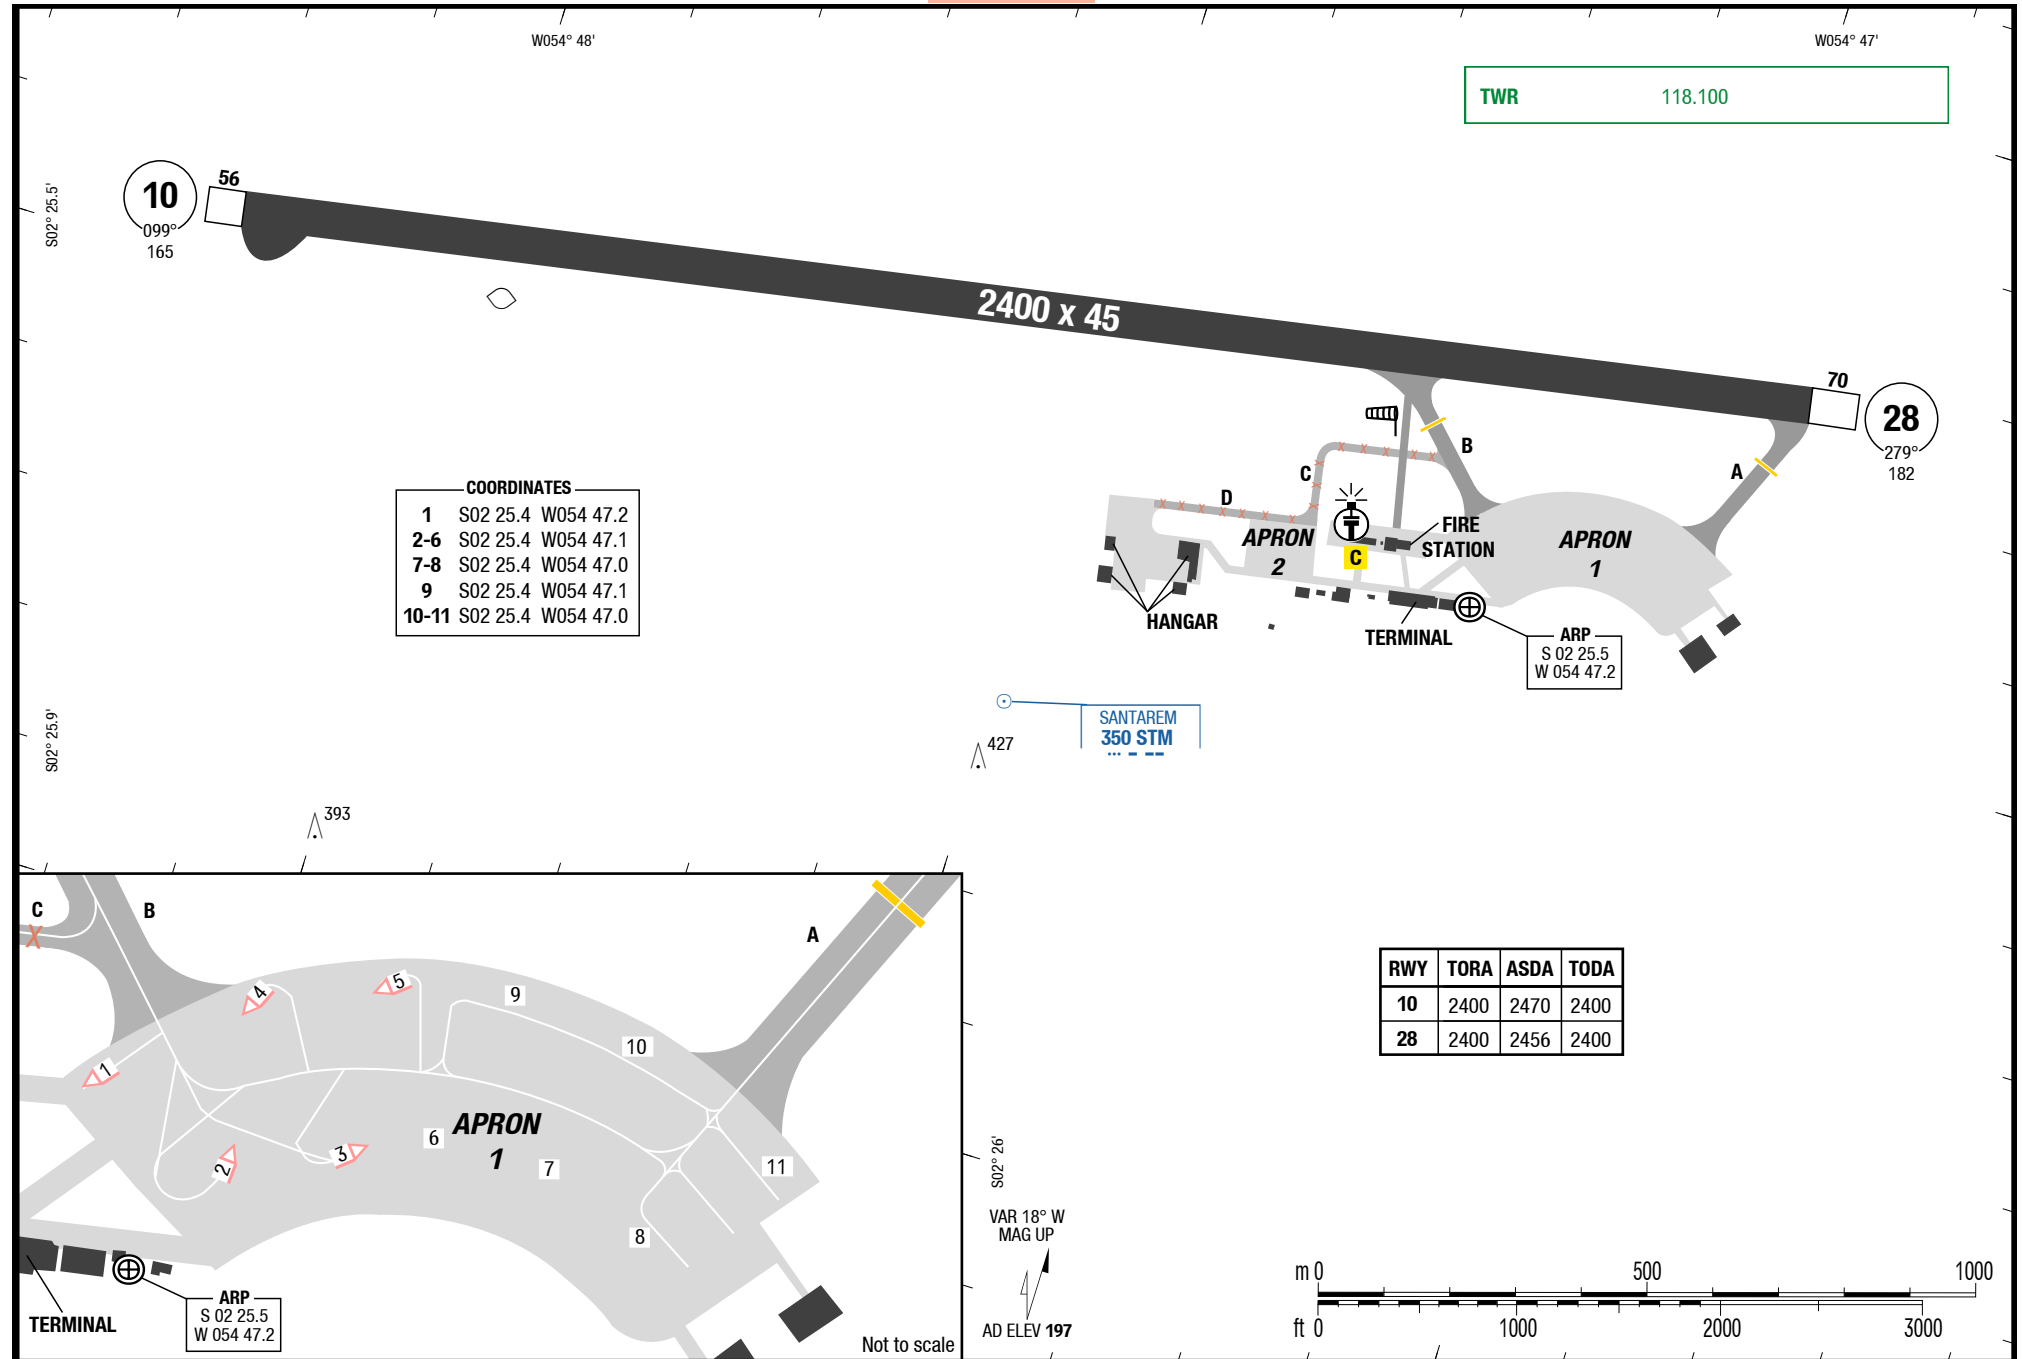 W054° 48'
W054° 47'
TWR 118.100
S02° 25.5'
10
099°
165
56
2400 x 45
70
28
279°
182
B
A
C
D
COORDINATES
1 S02 25.4 W054 47.2
2-6 S02 25.4 W054 47.1
7-8 S02 25.4 W054 47.0
9 S02 25.4 W054 47.1
10-11 S02 25.4 W054 47.0
APRON
2
C
FIRE
STATION
APRON
1
HANGAR
TERMINAL
ARP
S 02 25.5
W 054 47.2
S02° 25.9'
SANTAREM
350 STM
427
393
C
B
A
4
5
9
10
1
APRON
1
6
2
3
7
11
8
TERMINAL
ARP
S 02 25.5
W 054 47.2
Not to scale
RWY TORA ASDA TODA
10 2400 2470 2400
28 2400 2456 2400
S02° 26'
VAR 18° W
MAG UP
AD ELEV 197
m 0 500 1000
ft 0 1000 2000 3000